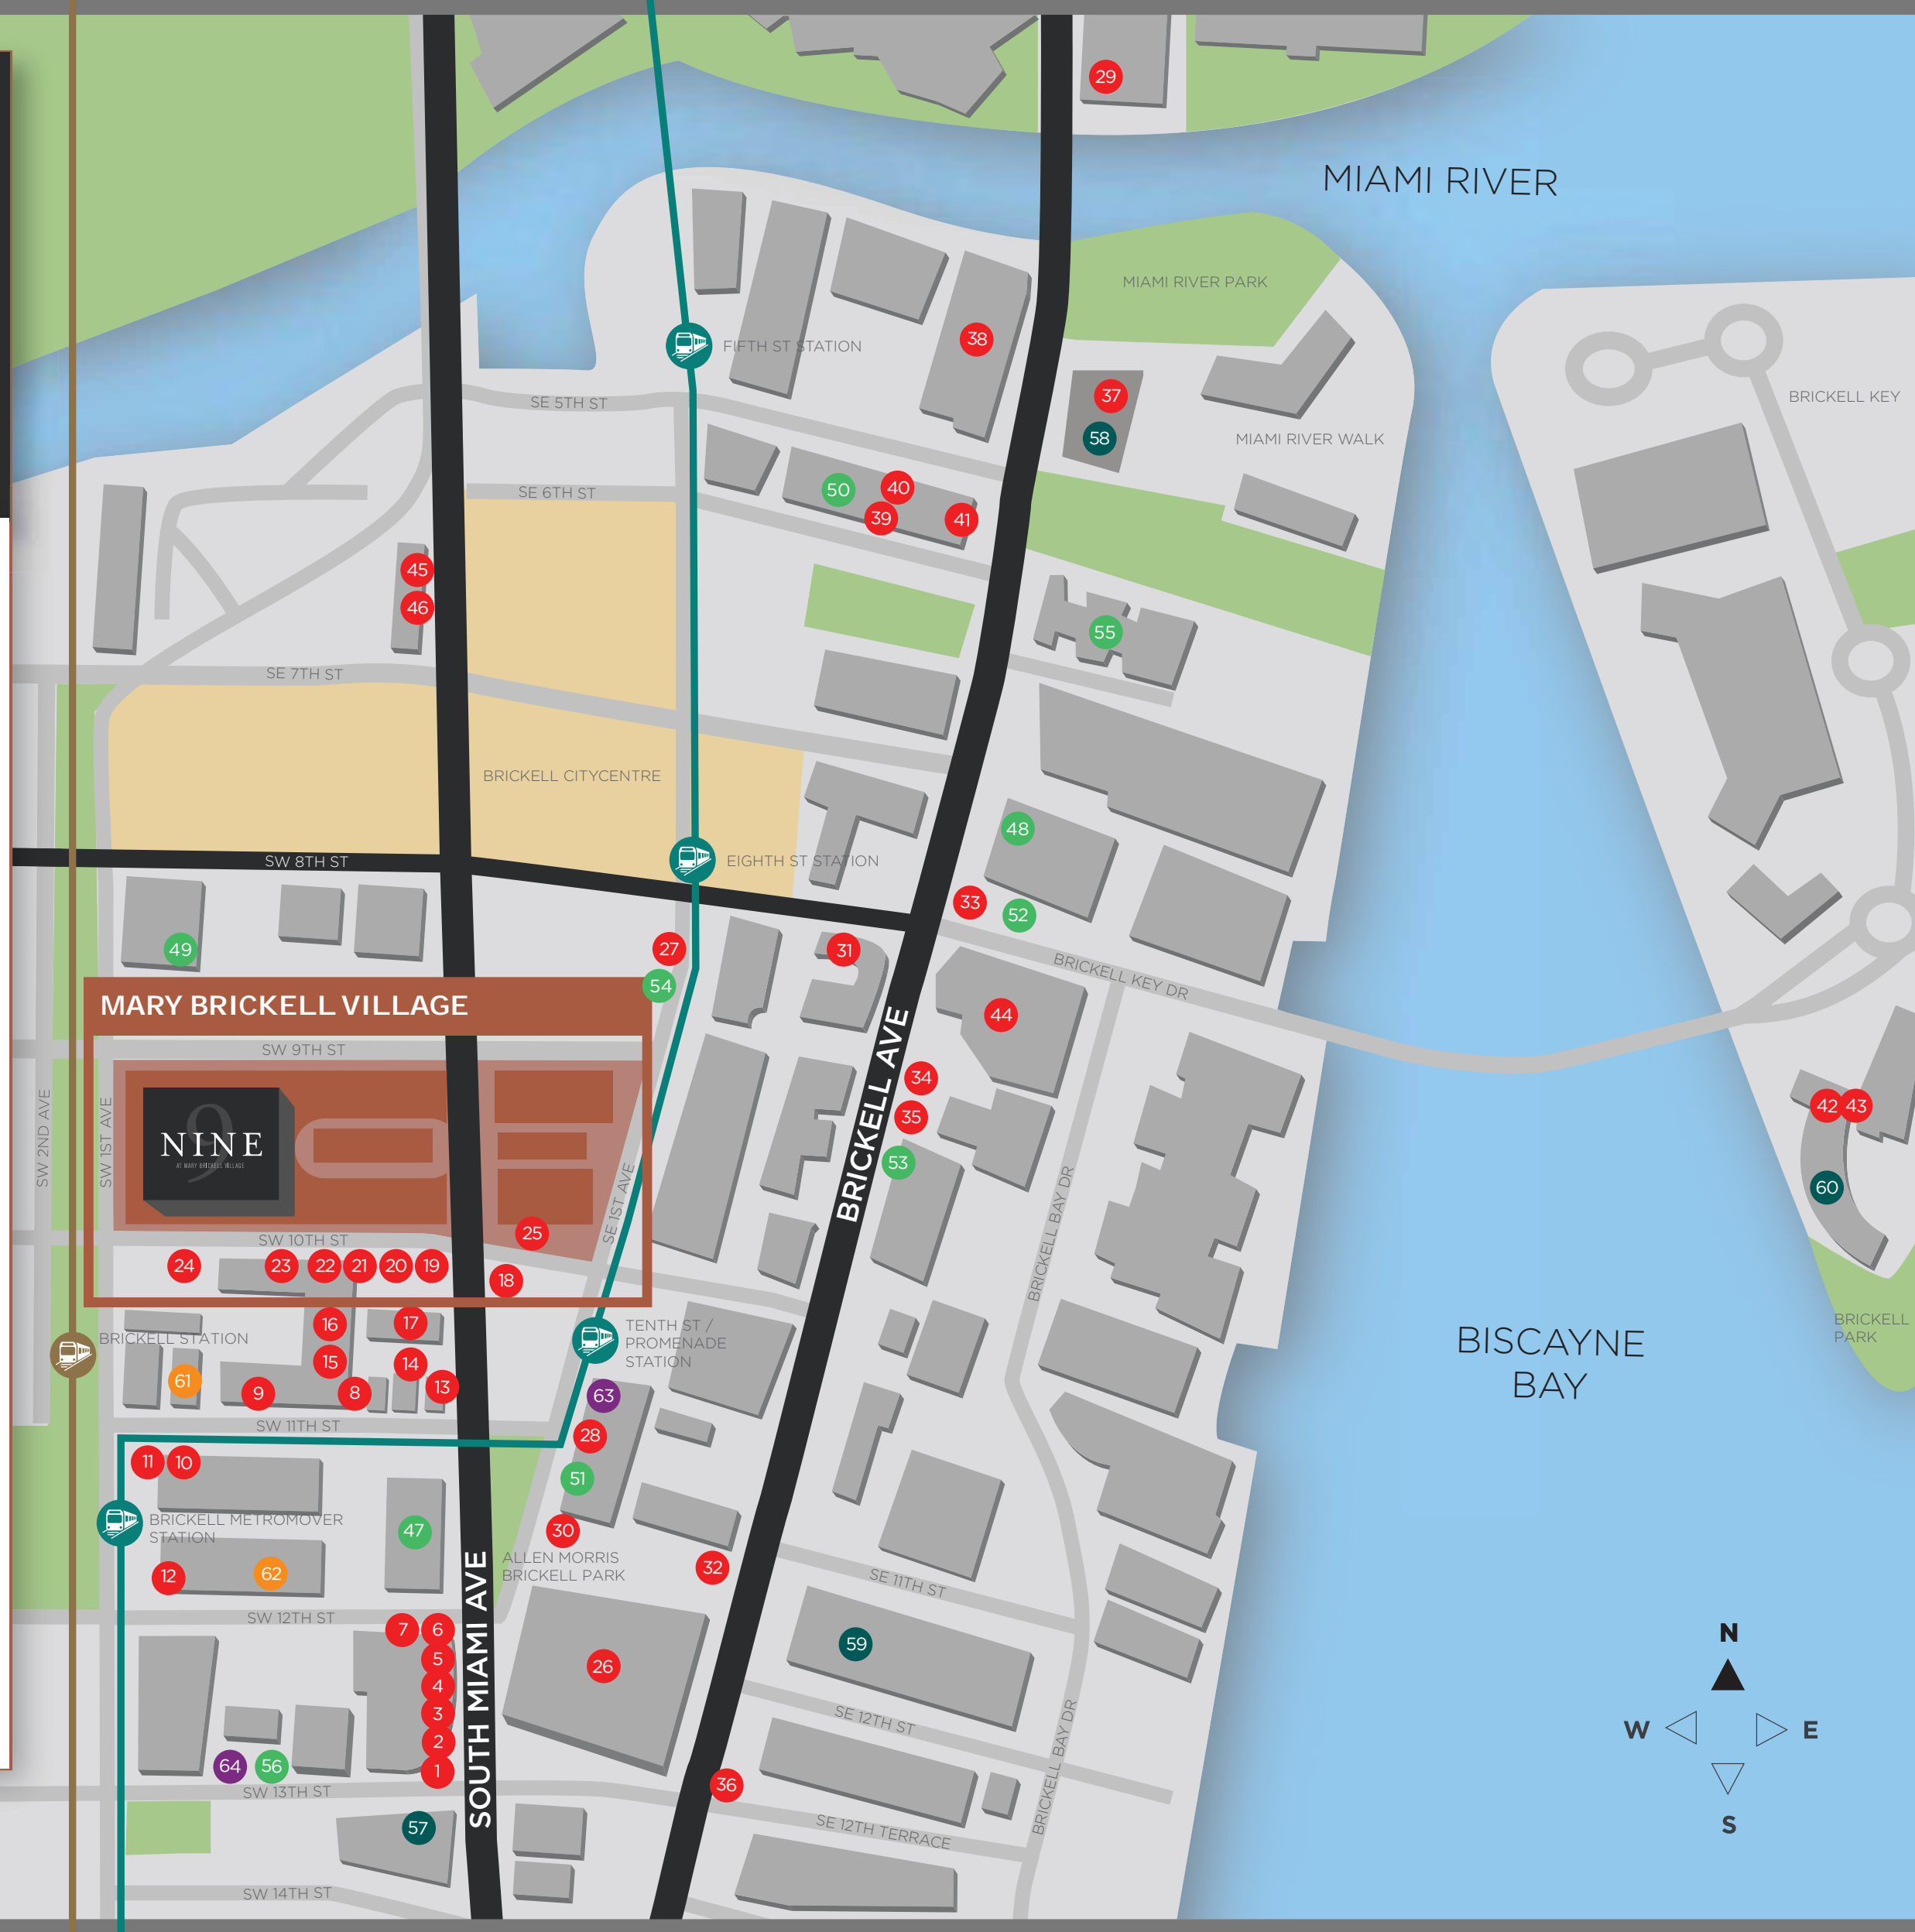 29
MIAMI RIVER
MIAMI RIVER PARK
38
FIFTH ST STATION
37
BRICKELL KEY
SE 5TH ST
58
MIAMI RIVER WALK
50
40
SE 6TH ST
39
41
45
46
55
SE 7TH ST
BRICKELL CITYCENTRE
48
SW 8TH ST
EIGHTH ST STATION
33
52
49
27
31
BRICKELL KEY DR
54
MARY BRICKELL VILLAGE
44
SW 9TH ST
34
42
43
35
SW 2ND AVE
SW 1ST AVE
9
NINE
AT MARY BRICKELL VILLAGE
BRICKELL AVE
53
60
SE 1ST AVE
BRICKELL BAY DR
25
SW 10TH ST
24
23
22
21
20
19
18
16
17
BRICKELL STATION
TENTH ST /
PROMENADE
STATION
BRICKELL
PARK
BISCAYNE
BAY
15
14
61
9
8
13
63
SW 11TH ST
28
11
10
51
BRICKELL METROMOVER
STATION
47
30
ALLEN MORRIS
BRICKELL PARK
32
12
62
SE 11TH ST
SW 12TH ST
7
6
59
N
5
26
4
3
SE 12TH ST
W
E
2
SOUTH MIAMI AVE
BRICKELL BAY DR
64
56
1
36
SW 13TH ST
57
SE 12TH TERRACE
S
SW 14TH ST